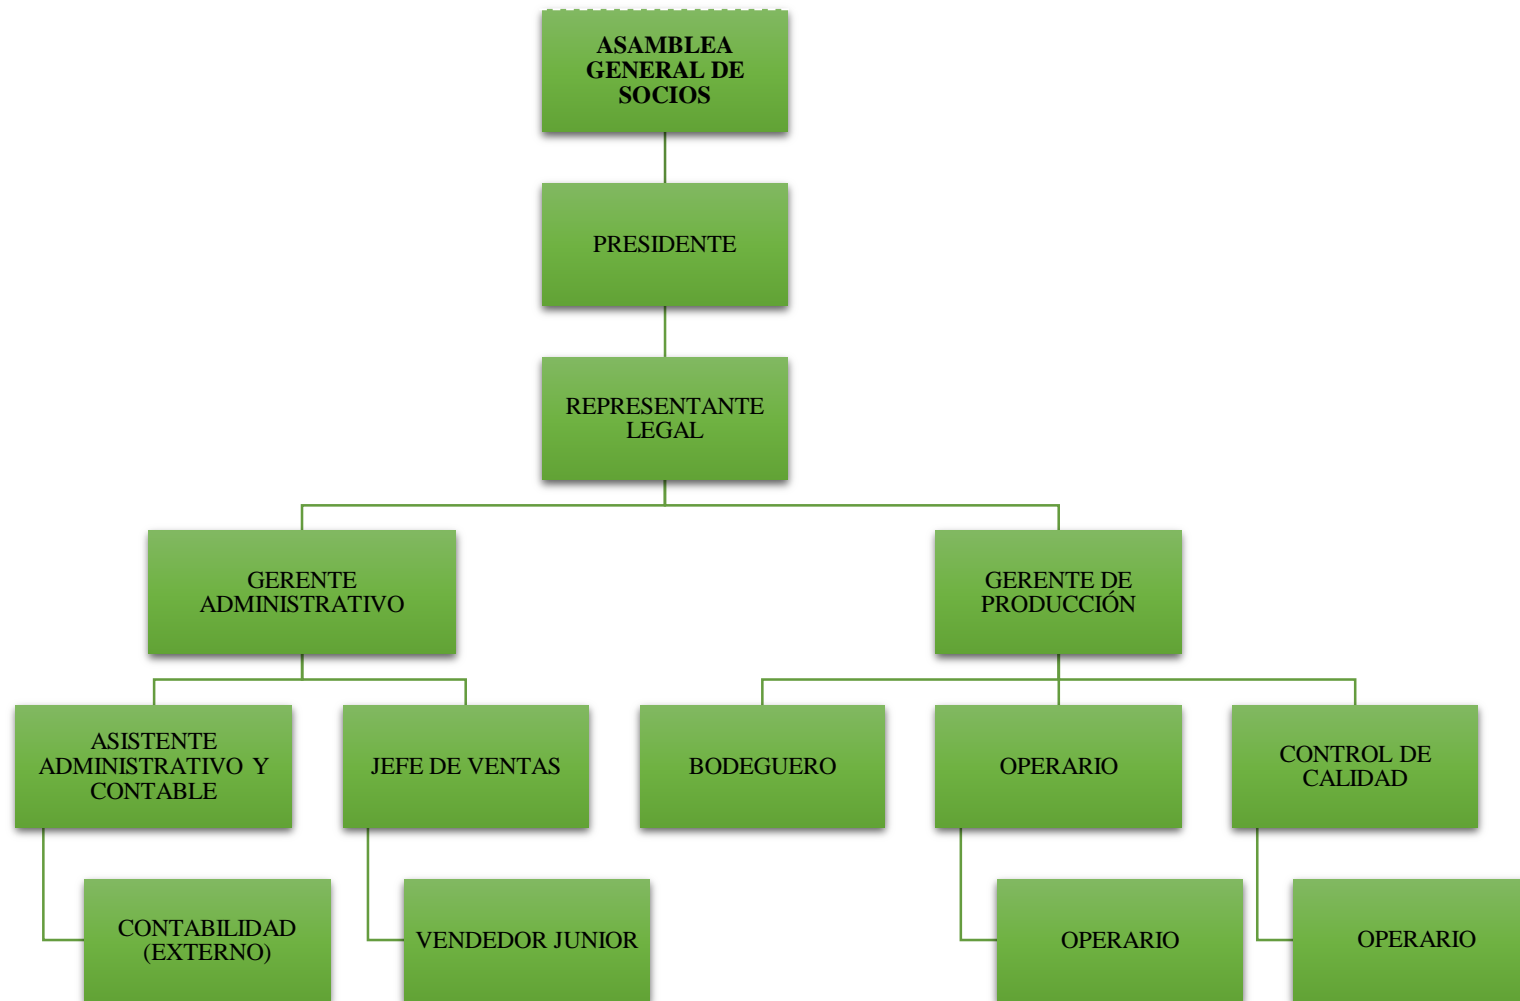 ASAMBLEA
GENERAL DE
SOCIOS
PRESIDENTE
REPRESENTANTE
LEGAL
GERENTE
ADMINISTRATIVO
GERENTE DE
PRODUCCIÓN
ASISTENTE
ADMINISTRATIVO Y
CONTABLE
JEFE DE VENTAS
BODEGUERO
OPERARIO
CONTROL DE
CALIDAD
CONTABILIDAD
(EXTERNO)
VENDEDOR JUNIOR
OPERARIO
OPERARIO